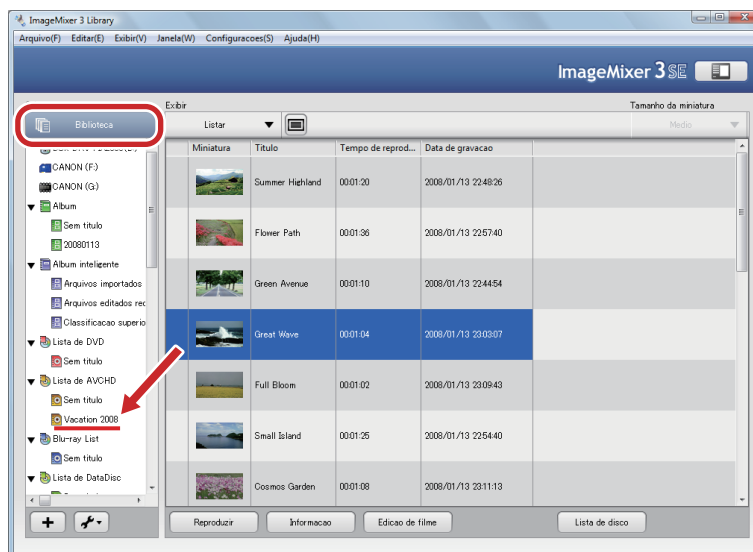 ImageMixer 3 Library
Arquivo(F) Editar(E) Exibir(V) Janela(W) Configuracoes(S) Ajuda(H)
ImageMixer 3 SE
Exibir
Tamanho da miniatura
Biblioteca
Listar
Medio
CANON (F:)
CANON (G:)
Album
Sem titulo
20080113
Album inteligente
Arquivos importados
Arquivos editados rec
Classificacao superio
Lista de DVD
Sem titulo
Lista de AVCHD
Sem titulo
Vacation 2008
Blu-ray List
Sem titulo
Lista de DataDisc
Miniatura Titulo Tempo de reprod... Data de gravacao
Summer Highland 00:01:20 2008/01/13 22:48:26
Flower Path 00:01:36 2008/01/13 22:57:40
Green Avenue 00:01:10 2008/01/13 22:44:54
Great Wave 00:01:04 2008/01/13 23:03:07
Full Bloom 00:01:02 2008/01/13 23:09:43
Small Island 00:01:25 2008/01/13 22:54:40
Cosmos Garden 00:01:08 2008/01/13 23:11:13
Reproduzir Informacao Edicao de filme Lista de disco